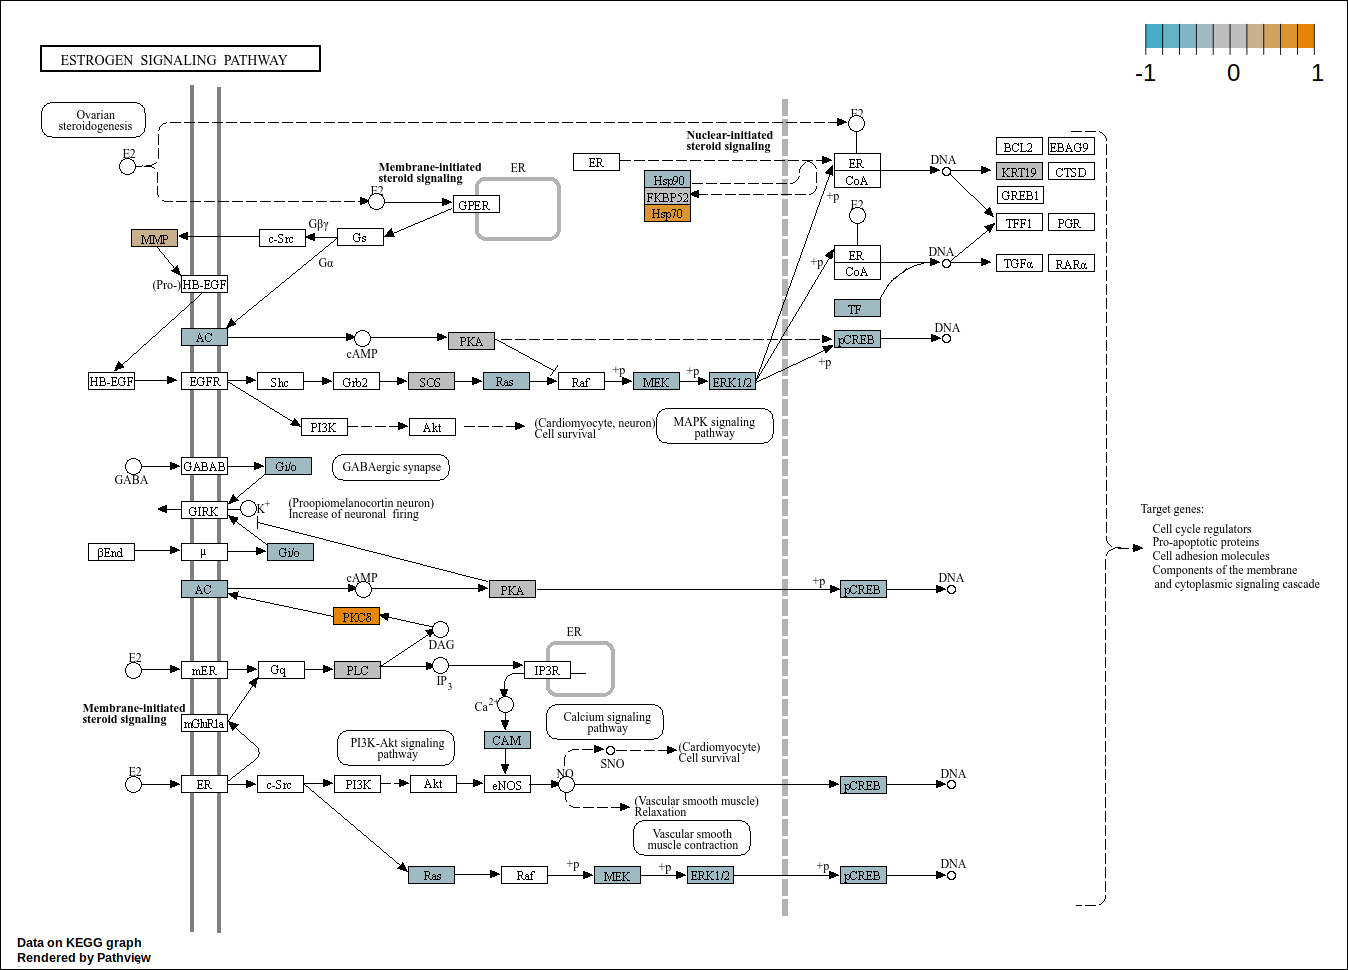 ESTROGEN SIGNALING PATHWAY
-1 0 1
Ovarian
steroidogenesis
E2
E2
Nuclear-initiated
steroid signaling
Membrane-initiated
steroid signaling
ER
ER
E2
GPER
Hsp90
FKBP52
Hsp70
ER
CoA
+p
DNA
BCL2 EBAG9
KRT19 CTSD
GREB1
TFF1 PGR
TGFα RARα
E2
ER
CoA
+p
DNA
MMP
c-Src
Gβγ
Gs
Gα
(Pro-) HB-EGF
TF
AC
cAMP
PKA
pCREB
DNA
+p
HB-EGF
EGFR
Shc
Grb2
SOS
Ras
Raf
+p
MEK
+p
ERK1/2
PI3K
Akt
(Cardiomyocyte, neuron)
Cell survival
MAPK signaling
pathway
GABA
GABAB
Gi/o
GABAergic synapse
GIRK
K+
(Propiomelanocortin neuron)
Increase of neuronal firing
βEnd
μ
Gi/o
Target genes:
Cell cycle regulators
Pro-apoptotic proteins
Cell adhesion molecules
Components of the membrane
and cytoplasmic signaling cascade
AC
cAMP
PKA
+p
pCREB
DNA
PKCδ
DAG
E2
mER
Gq
PLC
IP3
ER
IP3R
Ca2+
Membrane-initiated
steroid signaling
mGluR1a
PI3K-Akt signaling
pathway
CAM
Calcium signaling
pathway
E2
ER
c-Src
PI3K
Akt
eNOS
NO
SNO
(Cardiomyocyte)
Cell survival
(Vascular smooth muscle)
Relaxation
pCREB
DNA
Vascular smooth
muscle contraction
Ras
Raf
+p
MEK
+p
ERK1/2
+p
pCREB
DNA
Data on KEGG graph
Rendered by Pathview